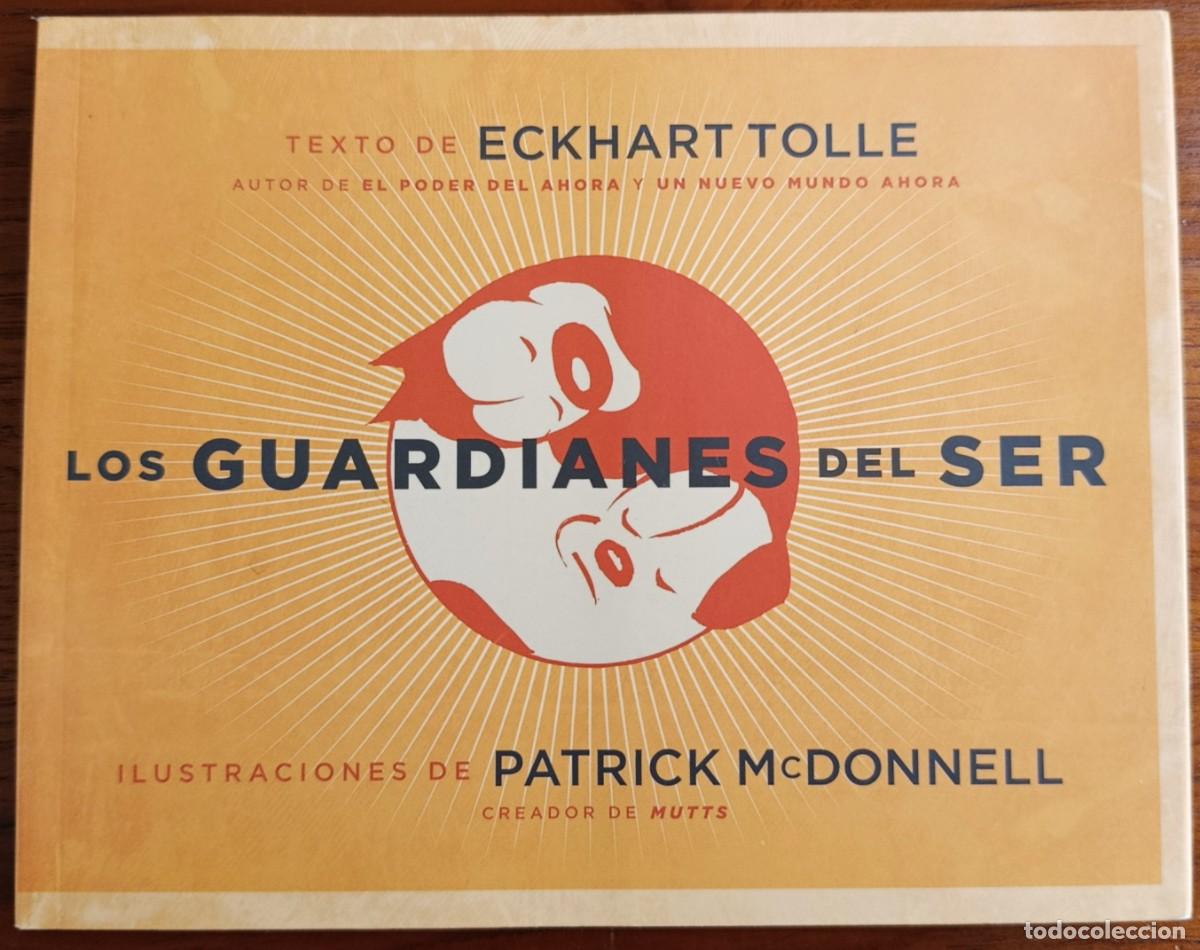 TEXTO DE ECKHART TOLLE
AUTOR DE EL PODER DEL AHORA Y UN NUEVO MUNDO AHORA
LOS GUARDIANES DEL SER
ILUSTRACIONES DE PATRICK McDONNELL
CREADOR DE MUTTS
todocoleccion